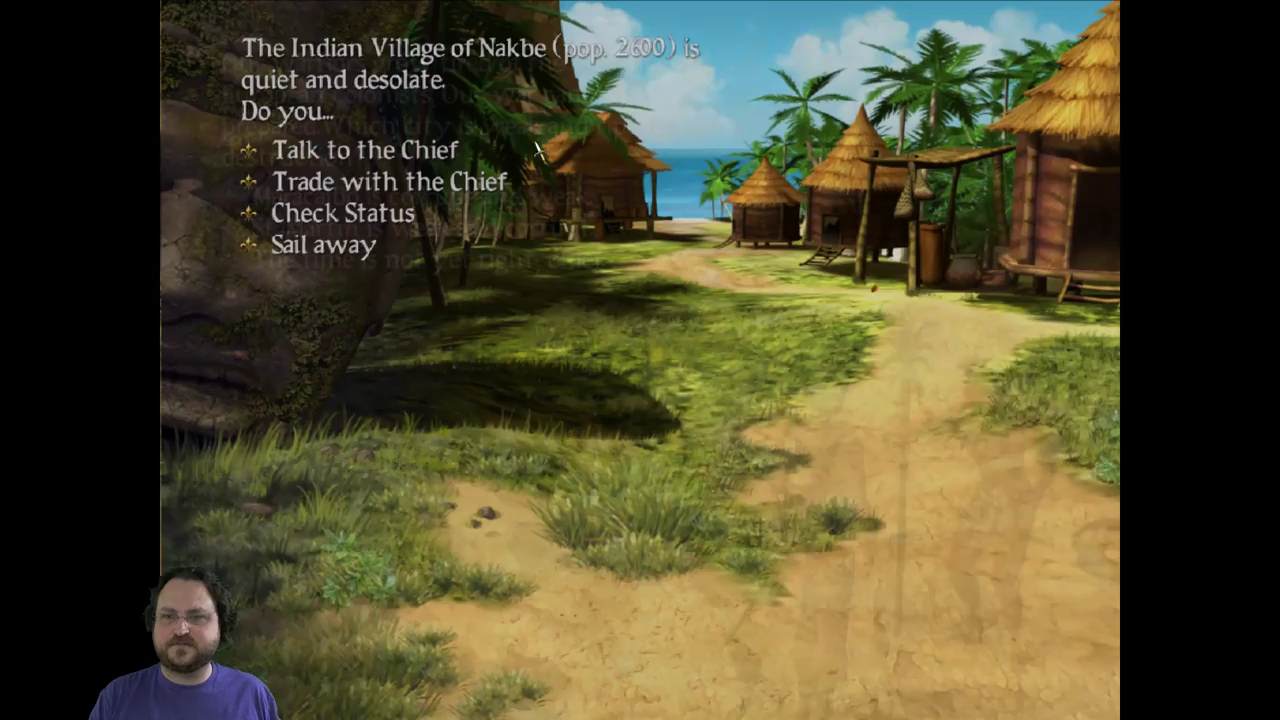 The Indian Village of Nakbe (pop. 2600) is
quiet and desolate.
Do you...
Talk to the Chief
Trade with the Chief
Check Status
Sail away